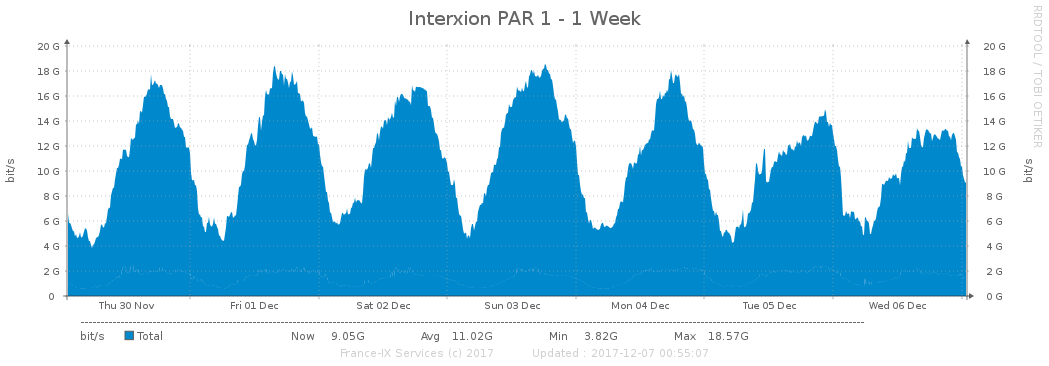 Interxion PAR 1 - 1 Week
RRDTOOL / TOBI OETIKER
bit/s
20 G
18 G
16 G
14 G
12 G
10 G
8 G
6 G
4 G
2 G
0
20 G
18 G
16 G
14 G
12 G
10 G
8 G
6 G
4 G
2 G
0 G
bit/s
Thu 30 Nov Fri 01 Dec Sat 02 Dec Sun 03 Dec Mon 04 Dec Tue 05 Dec Wed 06 Dec
bit/s Total Now 9.05G Avg 11.02G Min 3.82G Max 18.57G
France-IX Services (c) 2017 Updated : 2017-12-07 00:55:07